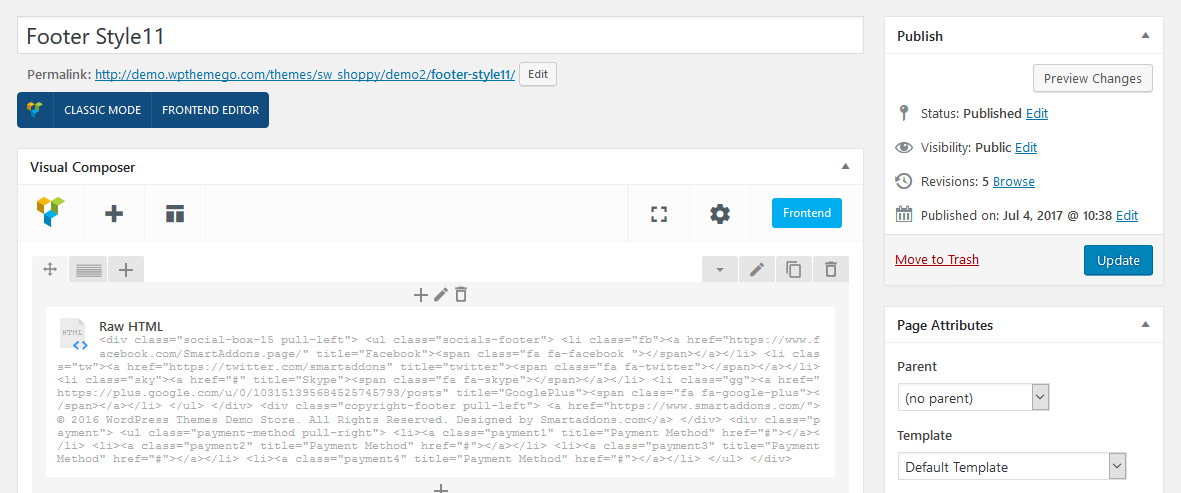 Footer Style11
Permalink: http://demo.wpthemego.com/themes/sw_shoppy/demo2/footer-style11/ Edit
CLASSIC MODE FRONTEND EDITOR
Visual Composer
Frontend
Raw HTML
HTML
<div class="social-box-15 pull-left"> <ul class="socials-footer"> <li class="fb"><a href="https://www.f
acebook.com/SmartAddons.page/" title="Facebook"><span class="fa fa-facebook "></span></a></li> <li clas
s="tw"><a href="https://twitter.com/smartaddons" title="twitter"><span class="fa fa-twitter"></span></a></li>
<li class="sky"><a href="#" title="Skype"><span class="fa fa-skype"></span></a></li> <li class="gg"><a href="
https://plus.google.com/u/0/103151395684525745793/posts" title="GooglePlus"><span class="fa fa-google-plus"><
/span></a></li> </ul> </div> <div class="copyright-footer pull-left"> <a href="https://www.smartaddons.com/">
© 2016 WordPress Themes Demo Store. All Rights Reserved. Designed by Smartaddons.com</a> </div> <div class="p
ayment"> <ul class="payment-method pull-right"> <li><a class="payment1" title="Payment Method" href="#"></a><
/li> <li><a class="payment2" title="Payment Method" href="#"></a></li> <li><a class="payment3" title="Payment
Method" href="#"></a></li> <li><a class="payment4" title="Payment Method" href="#"></a></li> </ul> </div>
Publish
Preview Changes
Status: Published Edit
Visibility: Public Edit
Revisions: 5 Browse
Published on: Jul 4, 2017 @ 10:38 Edit
Move to Trash Update
Page Attributes
Parent
(no parent)
Template
Default Template